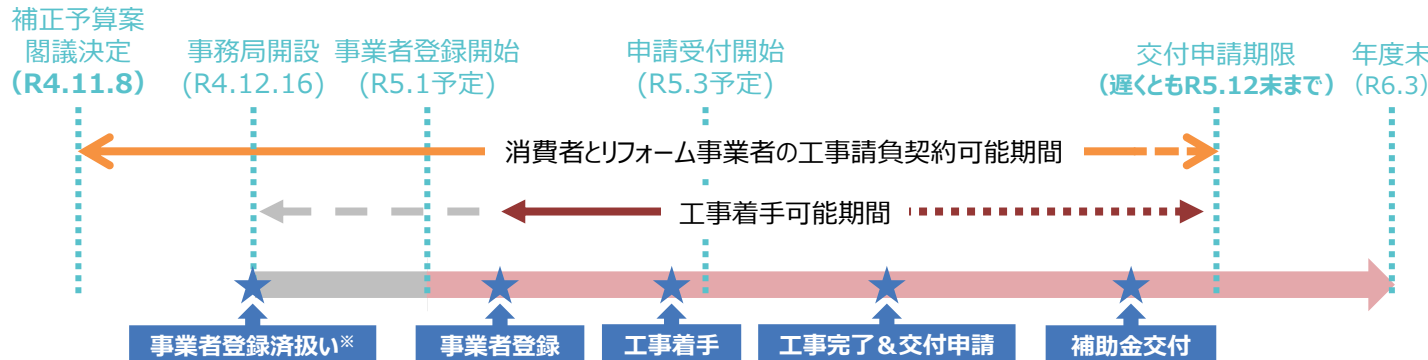 補正予算案
閣議決定
（R4.11.8）
事務局開設
(R4.12.16)
事業者登録開始
(R5.1予定)
申請受付開始
(R5.3予定)
交付申請期限
（遅くともR5.12末まで）
年度末
(R6.3)
消費者とリフォーム事業者の工事請負契約可能期間
工事着手可能期間
事業者登録済扱い※
事業者登録
工事着手
工事完了＆交付申請
補助金交付